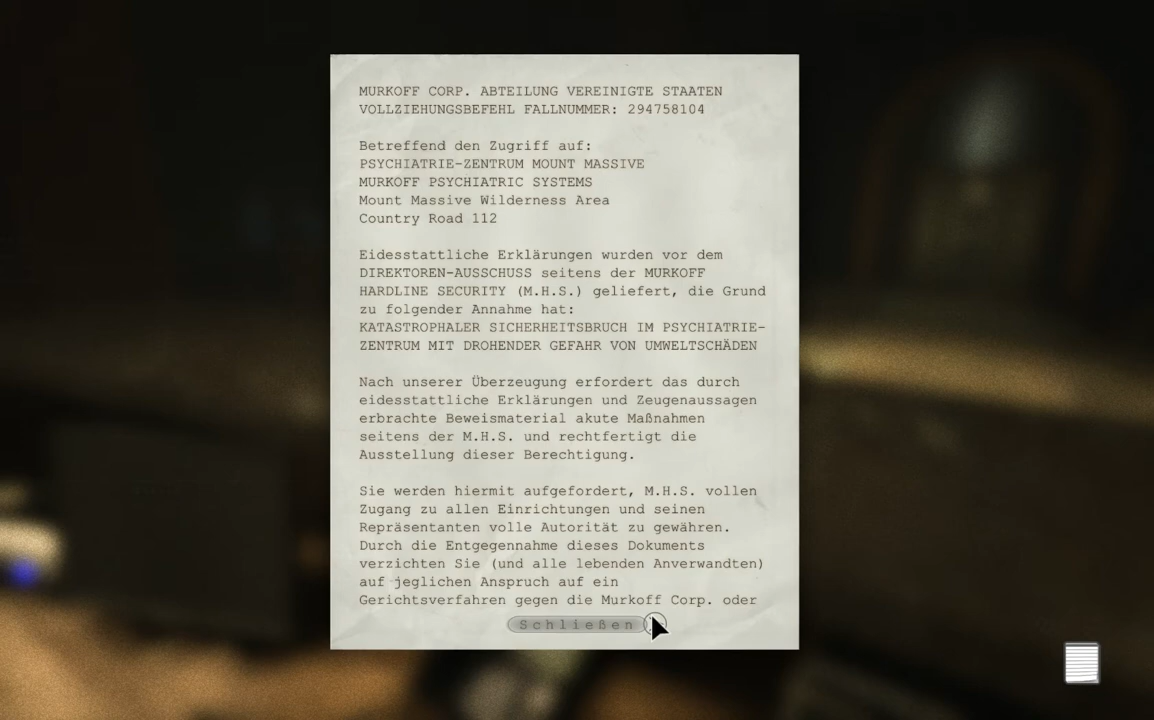 MURKOFF CORP. ABTEILUNG VEREINIGTE STAATEN
VOLLZIEHUNGSBEFEHL FALLNUMMER: 294758104
Betreffend den Zugriff auf:
PSYCHIATRIE-ZENTRUM MOUNT MASSIVE
MURKOFF PSYCHIATRIC SYSTEMS
Mount Massive Wilderness Area
Country Road 112
Eidesstattliche Erklärungen wurden vor dem
DIREKTOREN-AUSSCHUSS seitens der MURKOFF
HARDLINE SECURITY (M.H.S.) geliefert, die Grund
zu folgender Annahme hat:
KATASTROPHALER SICHERHEITSBRUCH IM PSYCHIATRIE-
ZENTRUM MIT DROHENDER GEFAHR VON UMWELTSCHÄDEN
Nach unserer Überzeugung erfordert das durch
eidesstattliche Erklärungen und Zeugenaussagen
erbrachte Beweismaterial akute Maßnahmen
seitens der M.H.S. und rechtfertigt die
Ausstellung dieser Berechtigung.
Sie werden hiermit aufgefordert, M.H.S. vollen
Zugang zu allen Einrichtungen und seinen
Repräsentanten volle Autorität zu gewähren.
Durch die Entgegennahme dieses Dokuments
verzichten Sie (und alle lebenden Anverwandten)
auf jeglichen Anspruch auf ein
Gerichtsverfahren gegen die Murkoff Corp. oder
Schließen